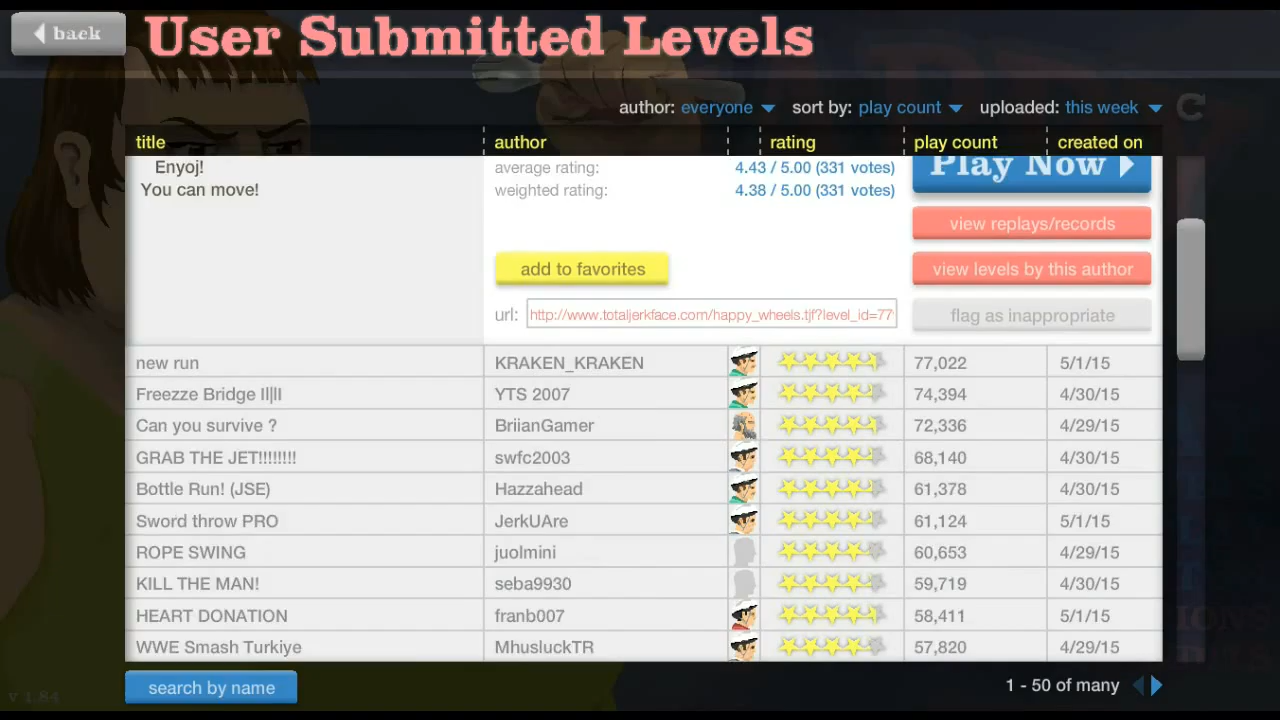 back
User Submitted Levels
author: everyone sort by: play count uploaded: this week
title author rating play count created on
Enyoj! average rating: 4.43 / 5.00 (331 votes) Play Now
You can move! weighted rating: 4.38 / 5.00 (331 votes)
view replays/records
add to favorites view levels by this author
url: http://www.totaljerkface.com/happy_wheels.tjf?level_id=77 flag as inappropriate
new run KRAKEN_KRAKEN 77,022 5/1/15
Freezze Bridge II|II YTS 2007 74,394 4/30/15
Can you survive ? BriianGamer 72,336 4/29/15
GRAB THE JET!!!!!!!! swfc2003 68,140 4/30/15
Bottle Run! (JSE) Hazzahead 61,378 4/30/15
Sword throw PRO JerkUAre 61,124 5/1/15
ROPE SWING juolmini 60,653 4/29/15
KILL THE MAN! seba9930 59,719 4/30/15
HEART DONATION franb007 58,411 5/1/15
WWE Smash Turkiye MhusluckTR 57,820 4/29/15
search by name 1 - 50 of many
v 1.84